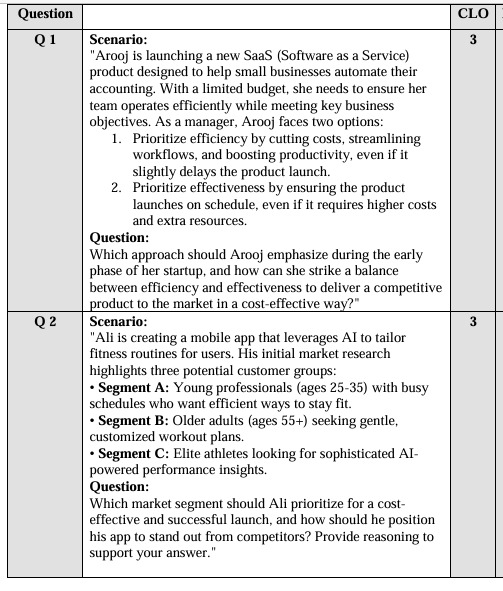 Question CLO
Q 1 Scenario: 3
"Arooj is launching a new SaaS (Software as a Service)
product designed to help small businesses automate their
accounting. With a limited budget, she needs to ensure her
team operates efficiently while meeting key business
objectives. As a manager, Arooj faces two options:
1. Prioritize efficiency by cutting costs, streamlining
workflows, and boosting productivity, even if it
slightly delays the product launch.
2. Prioritize effectiveness by ensuring the product
launches on schedule, even if it requires higher costs
and extra resources.
Question:
Which approach should Arooj emphasize during the early
phase of her startup, and how can she strike a balance
between efficiency and effectiveness to deliver a competitive
product to the market in a cost-effective way?"
Q 2 Scenario: 3
"Ali is creating a mobile app that leverages AI to tailor
fitness routines for users. His initial market research
highlights three potential customer groups:
• Segment A: Young professionals (ages 25-35) with busy
schedules who want efficient ways to stay fit.
• Segment B: Older adults (ages 55+) seeking gentle,
customized workout plans.
• Segment C: Elite athletes looking for sophisticated AI-
powered performance insights.
Question:
Which market segment should Ali prioritize for a cost-
effective and successful launch, and how should he position
his app to stand out from competitors? Provide reasoning to
support your answer."